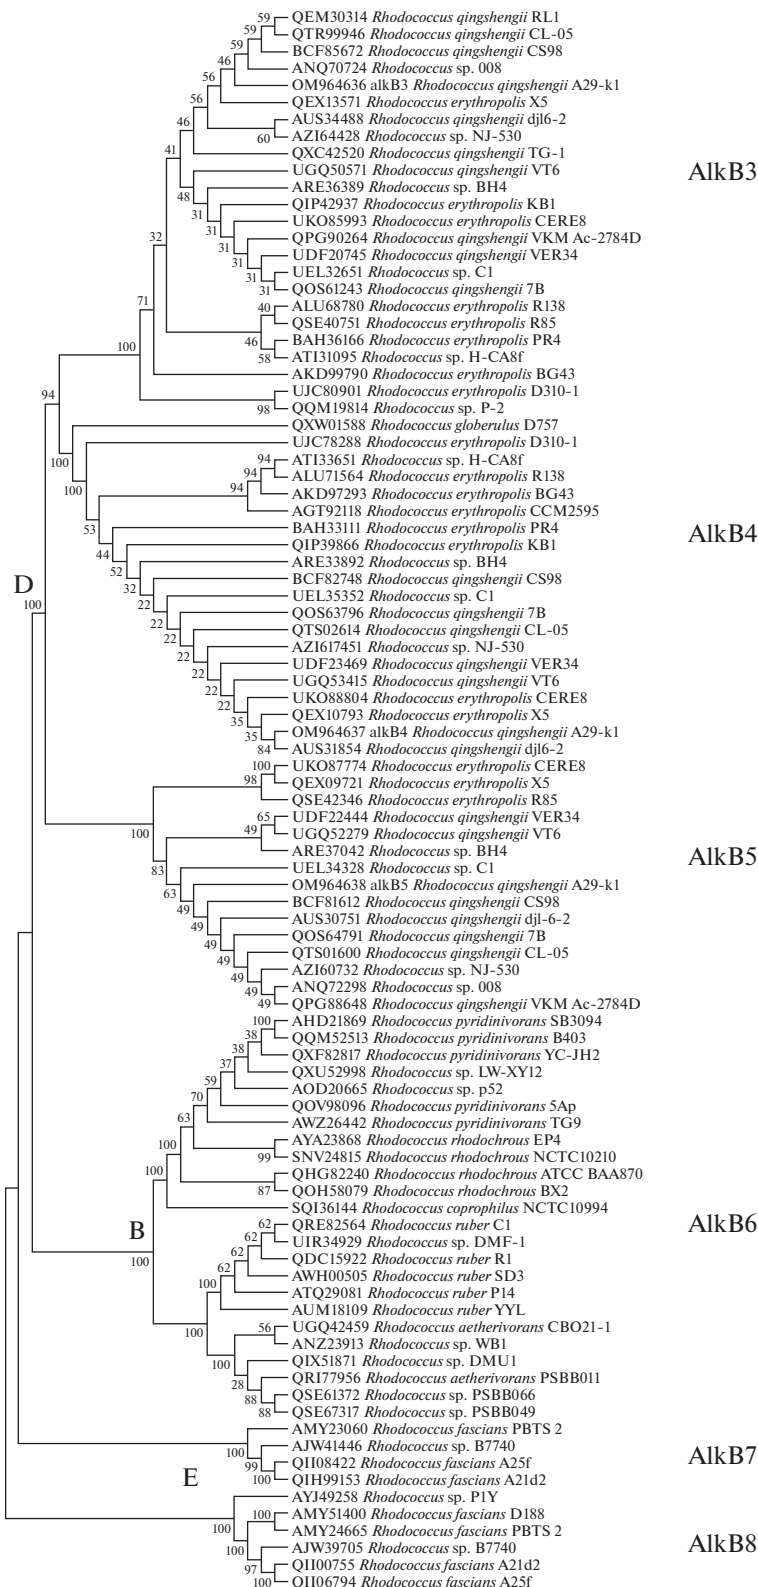 59 QEM30314 Rhodococcus qingshengii RL1
59 QTR99946 Rhodococcus qingshengii CL-05
59 BCF85672 Rhodococcus qingshengii CS98
46 ANQ70724 Rhodococcus sp. 008
56 OM964636 alkB3 Rhodococcus qingshengii A29-k1
56 QEX13571 Rhodococcus erythropolis X5
46 AUS34488 Rhodococcus qingshengii djl6-2
60 AZI64428 Rhodococcus sp. NJ-530
41 QXC42520 Rhodococcus qingshengii TG-1
UGQ50571 Rhodococcus qingshengii VT6
AlkB3
48 ARE36389 Rhodococcus sp. BH4
31 QIP42937 Rhodococcus erythropolis KB1
31 UKO85993 Rhodococcus erythropolis CERE8
32 31 QPG90264 Rhodococcus qingshengii VKM Ac-2784D
31 UDF20745 Rhodococcus qingshengii VER34
31 UEL32651 Rhodococcus sp. C1
31 QOS61243 Rhodococcus qingshengii 7B
71 40 ALU68780 Rhodococcus erythropolis R138
QSE40751 Rhodococcus erythropolis R85
100 46 BAH36166 Rhodococcus erythropolis PR4
58 ATI31095 Rhodococcus sp. H-CA8f
AKD99790 Rhodococcus erythropolis BG43
94 UJC80901 Rhodococcus erythropolis D310-1
98 QQM19814 Rhodococcus sp. P-2
QXW01588 Rhodococcus globerulus D757
100 UJC78288 Rhodococcus erythropolis D310-1
94 ATI33651 Rhodococcus sp. H-CA8f
100 94 ALU71564 Rhodococcus erythropolis R138
94 AKD97293 Rhodococcus erythropolis BG43
AGT92118 Rhodococcus erythropolis CCM2595
53 BAH33111 Rhodococcus erythropolis PR4
AlkB4
44 QIP39866 Rhodococcus erythropolis KB1
52 ARE33892 Rhodococcus sp. BH4
D
32 BCF82748 Rhodococcus qingshengii CS98
100 22 UEL35352 Rhodococcus sp. C1
22 QOS63796 Rhodococcus qingshengii 7B
22 QTS02614 Rhodococcus qingshengii CL-05
22 AZI617451 Rhodococcus sp. NJ-530
22 UDF23469 Rhodococcus qingshengii VER34
22 UGQ53415 Rhodococcus qingshengii VT6
22 UKO88804 Rhodococcus erythropolis CERE8
35 QEX10793 Rhodococcus erythropolis X5
35 OM964637 alkB4 Rhodococcus qingshengii A29-k1
84 AUS31854 Rhodococcus qingshengii djl6-2
100 UKO87774 Rhodococcus erythropolis CERE8
98 QEX09721 Rhodococcus erythropolis X5
QSE42346 Rhodococcus erythropolis R85
65 UDF22444 Rhodococcus qingshengii VER34
100 49 UGQ52279 Rhodococcus qingshengii VT6
ARE37042 Rhodococcus sp. BH4
AlkB5
83 UEL34328 Rhodococcus sp. C1
63 OM964638 alkB5 Rhodococcus qingshengii A29-k1
49 BCF81612 Rhodococcus qingshengii CS98
49 AUS30751 Rhodococcus qingshengii djl-6-2
49 QOS64791 Rhodococcus qingshengii 7B
49 QTS01600 Rhodococcus qingshengii CL-05
49 AZI60732 Rhodococcus sp. NJ-530
49 ANQ72298 Rhodococcus sp. 008
49 QPG88648 Rhodococcus qingshengii VKM Ac-2784D
100 AHD21869 Rhodococcus pyridinivorans SB3094
38 QQM52513 Rhodococcus pyridinivorans B403
38 QXF82817 Rhodococcus pyridinivorans YC-JH2
37 QXU52998 Rhodococcus sp. LW-XY12
59 AOD20665 Rhodococcus sp. p52
70 QOV98096 Rhodococcus pyridinivorans 5Ap
63 AWZ26442 Rhodococcus pyridinivorans TG9
100 AYA23868 Rhodococcus rhodochrous EP4
99 SNV24815 Rhodococcus rhodochrous NCTC10210
100 QHG82240 Rhodococcus rhodochrous ATCC BAA870
87 QOH58079 Rhodococcus rhodochrous BX2
SQI36144 Rhodococcus coprophilus NCTC10994
B
62 QRE82564 Rhodococcus ruber C1
AlkB6
100 62 UIR34929 Rhodococcus sp. DMF-1
62 QDC15922 Rhodococcus ruber R1
62 AWH00505 Rhodococcus ruber SD3
100 ATQ29081 Rhodococcus ruber P14
AUM18109 Rhodococcus ruber YYL
100 56 UGQ42459 Rhodococcus aetherivorans CBO21-1
ANZ23913 Rhodococcus sp. WB1
100 QIX51871 Rhodococcus sp. DMU1
28 QRI77956 Rhodococcus aetherivorans PSBB011
88 QSE61372 Rhodococcus sp. PSBB066
88 QSE67317 Rhodococcus sp. PSBB049
AMY23060 Rhodococcus fascians PBTS 2
100 AJW41446 Rhodococcus sp. B7740
AlkB7
99 QII08422 Rhodococcus fascians A25f
E
100 QIH99153 Rhodococcus fascians A21d2
AYJ49258 Rhodococcus sp. P1Y
100 AMY51400 Rhodococcus fascians D188
100 AMY24665 Rhodococcus fascians PBTS 2
100 AJW39705 Rhodococcus sp. B7740
AlkB8
97 QII00755 Rhodococcus fascians A21d2
100 QII06794 Rhodococcus fascians A25f